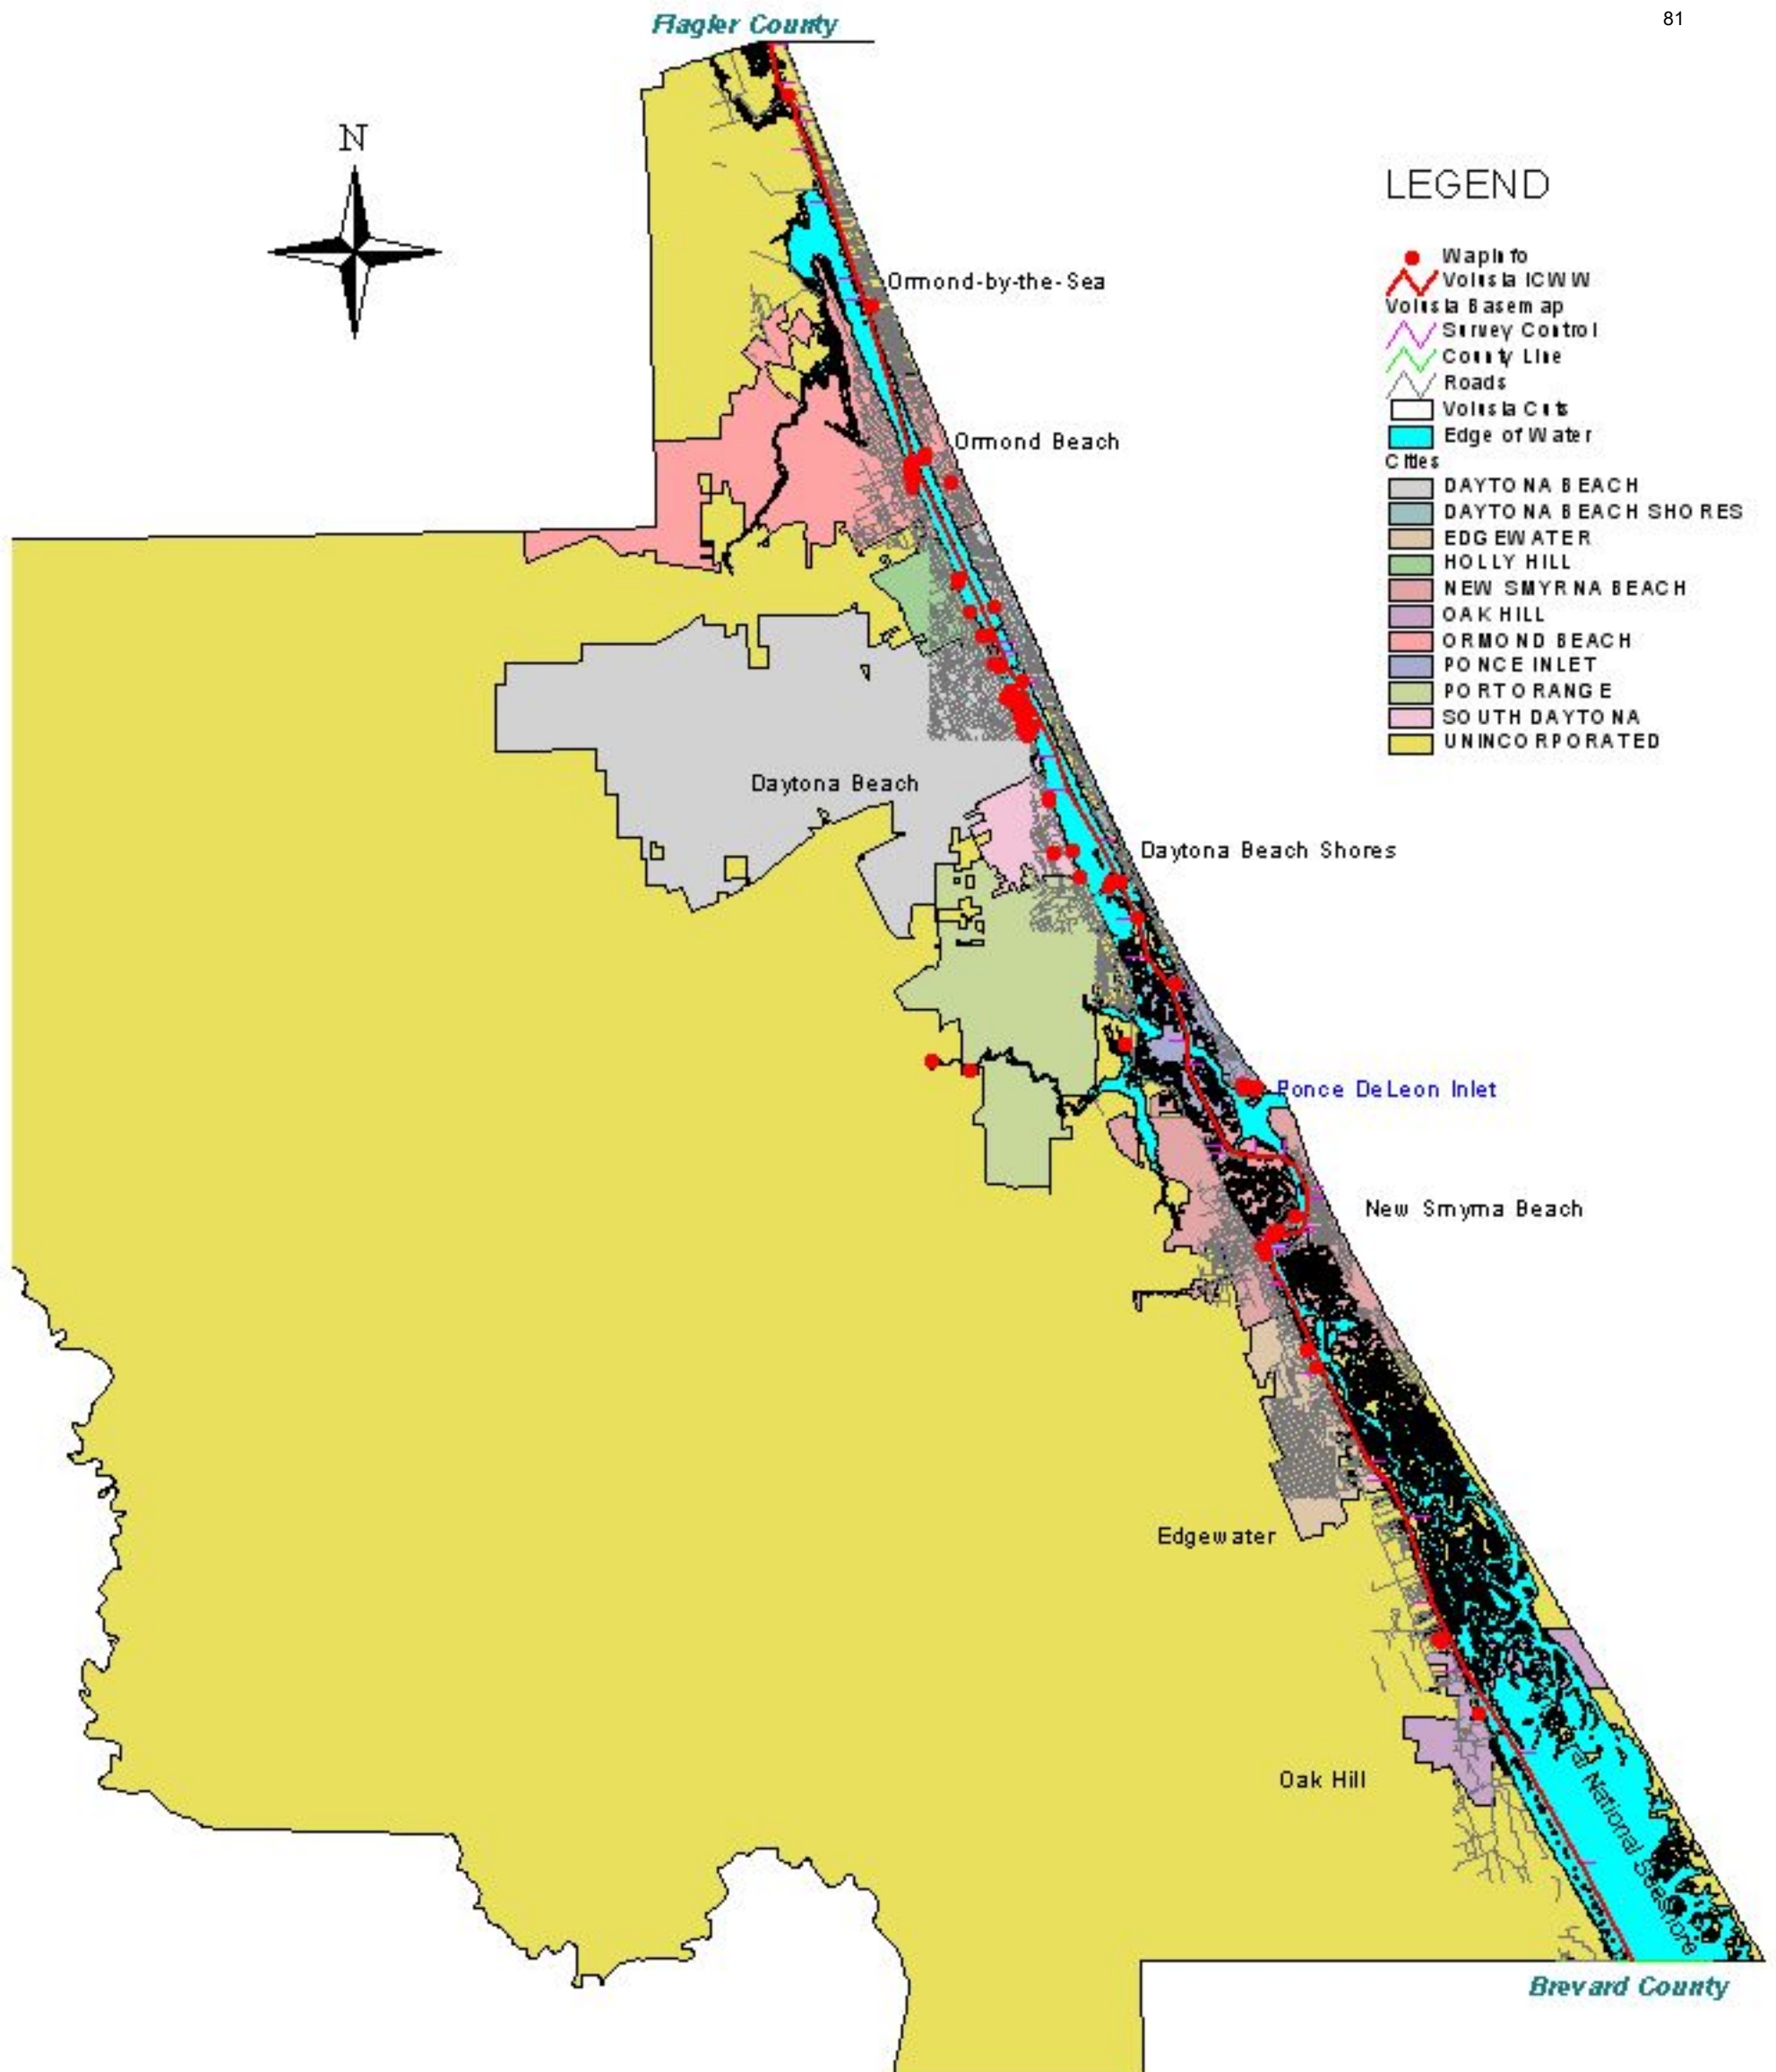 Flagler County
81
N
LEGEND
WapInfo
Volusia ICWW
Volusia Basemap
Survey Control
County Line
Roads
Volusia Cuts
Edge of Water
Cities
DAYTONA BEACH
DAYTONA BEACH SHORES
EDGEWATER
HOLLY HILL
NEW SMYRNA BEACH
OAK HILL
ORMOND BEACH
PONCE INLET
PORT ORANGE
SOUTH DAYTONA
UNINCORPORATED
Ormond-by-the-Sea
Ormond Beach
Daytona Beach
Daytona Beach Shores
Ponce DeLeon Inlet
New Smyrna Beach
Edgewater
Oak Hill
National Seashore
Brevard County